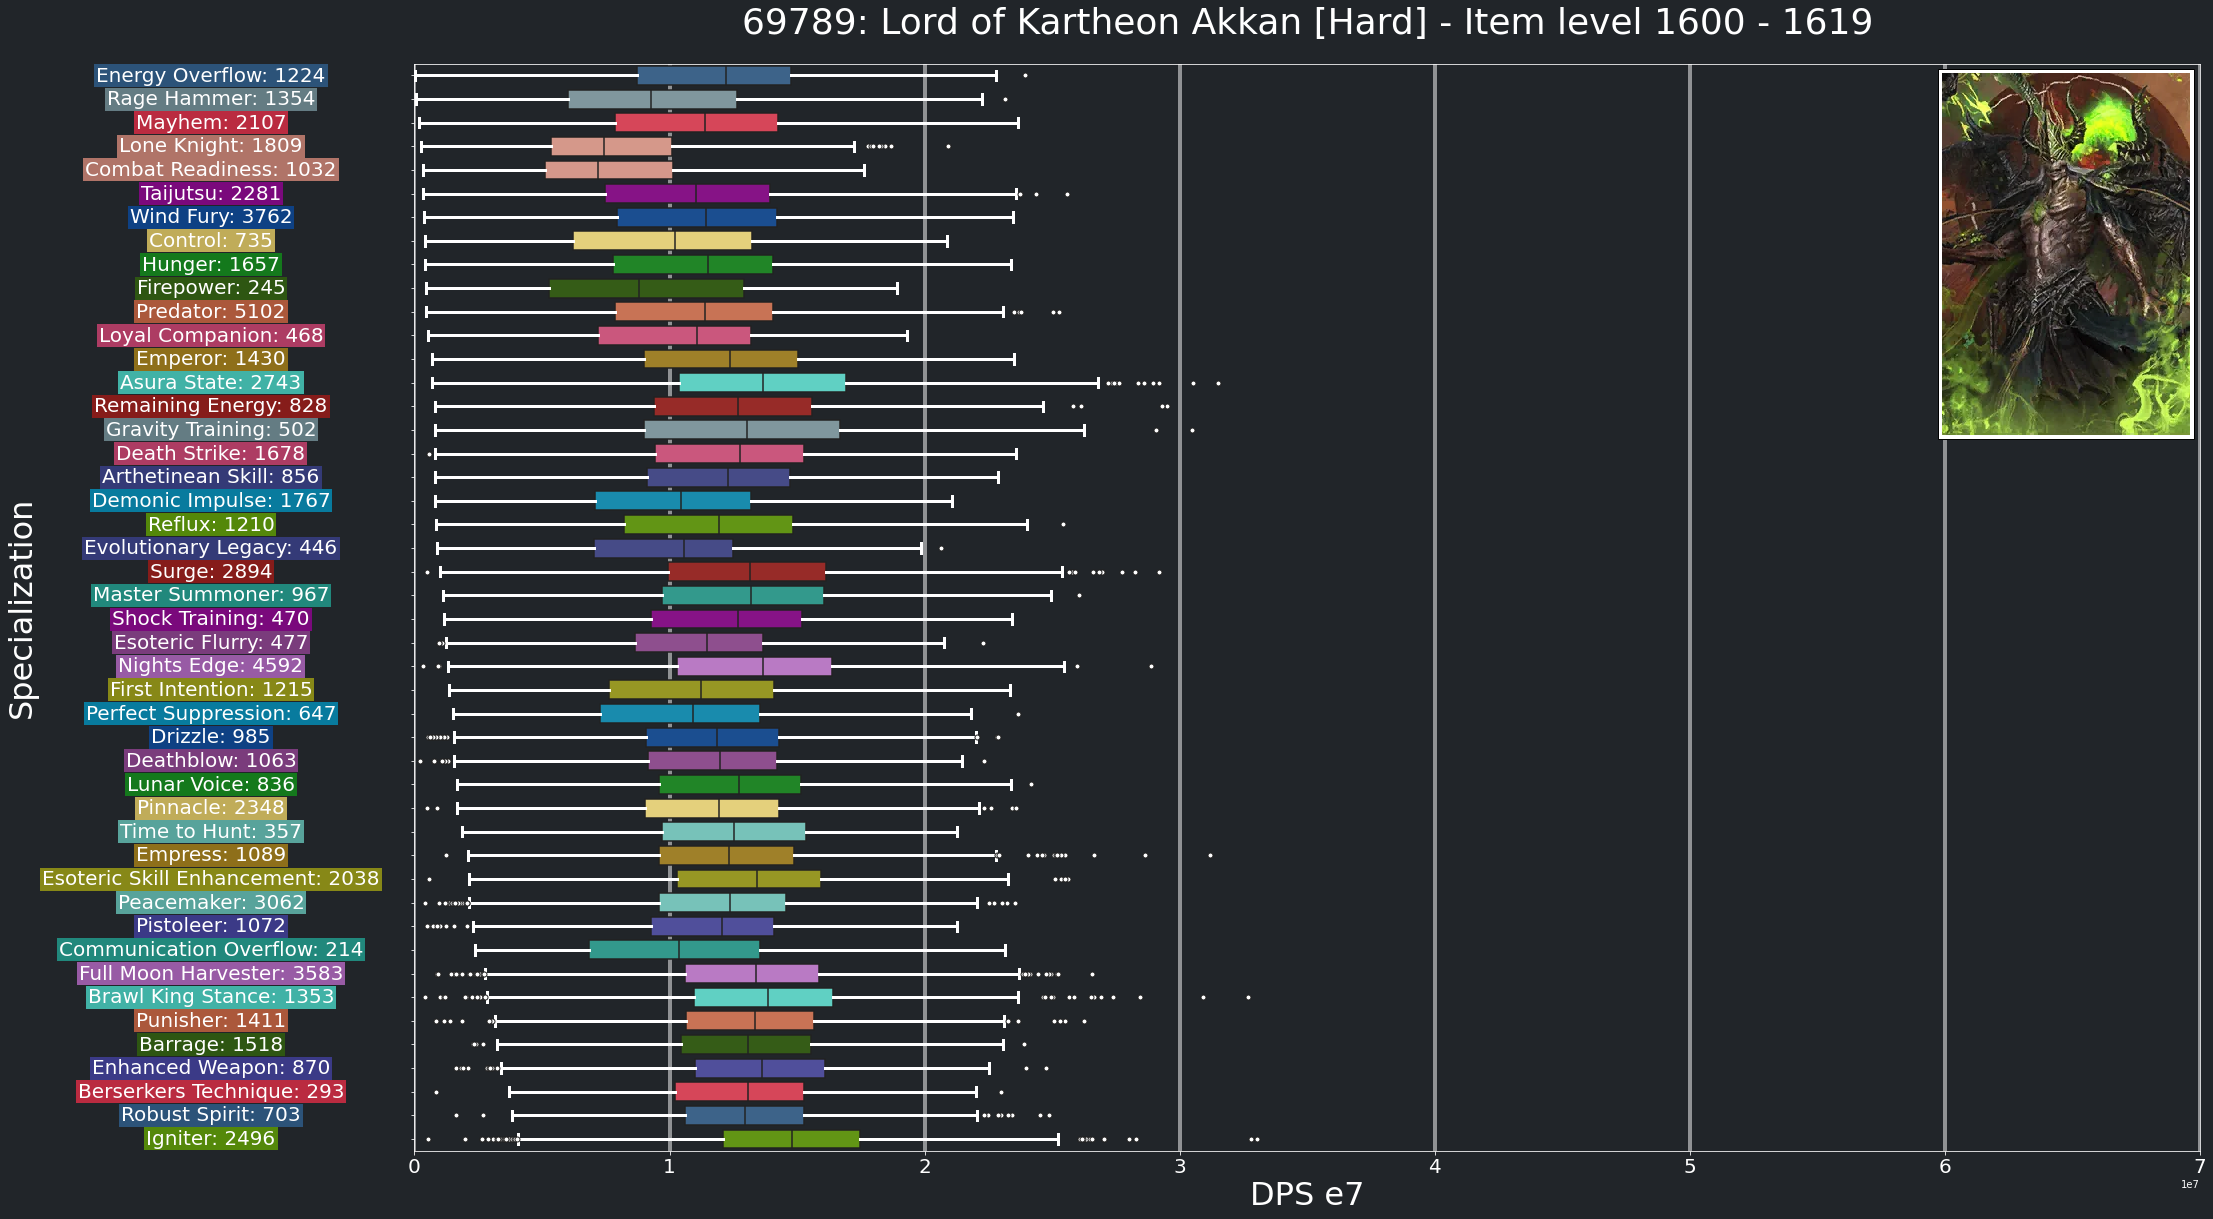 69789: Lord of Kartheon Akkan [Hard] - Item level 1600 - 1619
Energy Overflow: 1224
Rage Hammer: 1354
Mayhem: 2107
Lone Knight: 1809
Combat Readiness: 1032
Taijutsu: 2281
Wind Fury: 3762
Control: 735
Hunger: 1657
Firepower: 245
Predator: 5102
Loyal Companion: 468
Emperor: 1430
Asura State: 2743
Remaining Energy: 828
Gravity Training: 502
Death Strike: 1678
Arthetinean Skill: 856
Demonic Impulse: 1767
Reflux: 1210
Evolutionary Legacy: 446
Surge: 2894
Master Summoner: 967
Shock Training: 470
Esoteric Flurry: 477
Nights Edge: 4592
First Intention: 1215
Perfect Suppression: 647
Drizzle: 985
Deathblow: 1063
Lunar Voice: 836
Pinnacle: 2348
Time to Hunt: 357
Empress: 1089
Esoteric Skill Enhancement: 2038
Peacemaker: 3062
Pistoleer: 1072
Communication Overflow: 214
Full Moon Harvester: 3583
Brawl King Stance: 1353
Punisher: 1411
Barrage: 1518
Enhanced Weapon: 870
Berserkers Technique: 293
Robust Spirit: 703
Igniter: 2496
Specialization
0 1 2 3 4 5 6 7
1e7
DPS e7